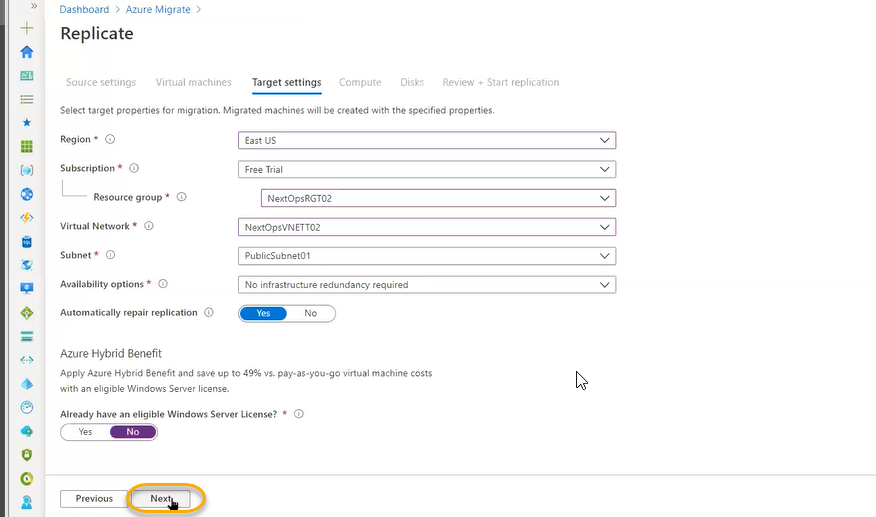 Dashboard > Azure Migrate >
Replicate
Source settings Virtual machines Target settings Compute Disks Review + Start replication
Select target properties for migration. Migrated machines will be created with the specified properties.
Region * East US
Subscription * Free Trial
Resource group * NextOpsRGT02
Virtual Network * NextOpsVNETT02
Subnet * PublicSubnet01
Availability options * No infrastructure redundancy required
Automatically repair replication Yes No
Azure Hybrid Benefit
Apply Azure Hybrid Benefit and save up to 49% vs. pay-as-you-go virtual machine costs
with an eligible Windows Server license.
Already have an eligible Windows Server License? *
Yes No
Previous Next